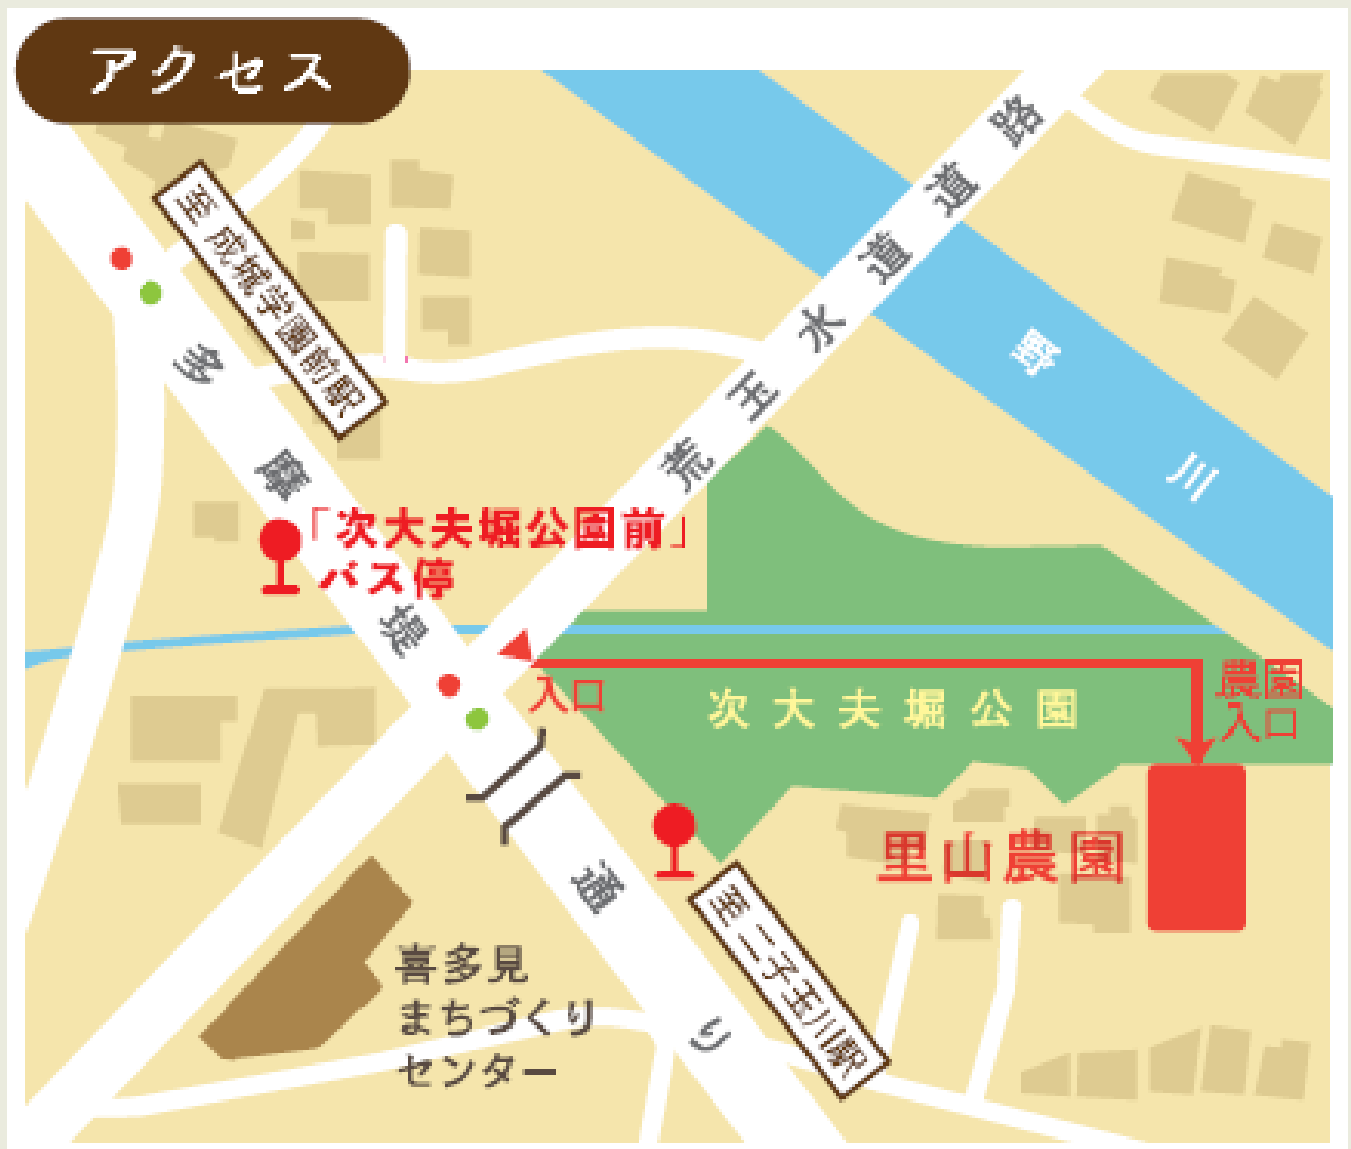 アクセス
至 成城学園前駅
荒玉水道道路
野川
多摩堤通り
「次大夫堀公園前」
バス停
入口
次大夫堀公園
農園
入口
里山農園
至 二子玉川駅
喜多見
まちづくり
センター